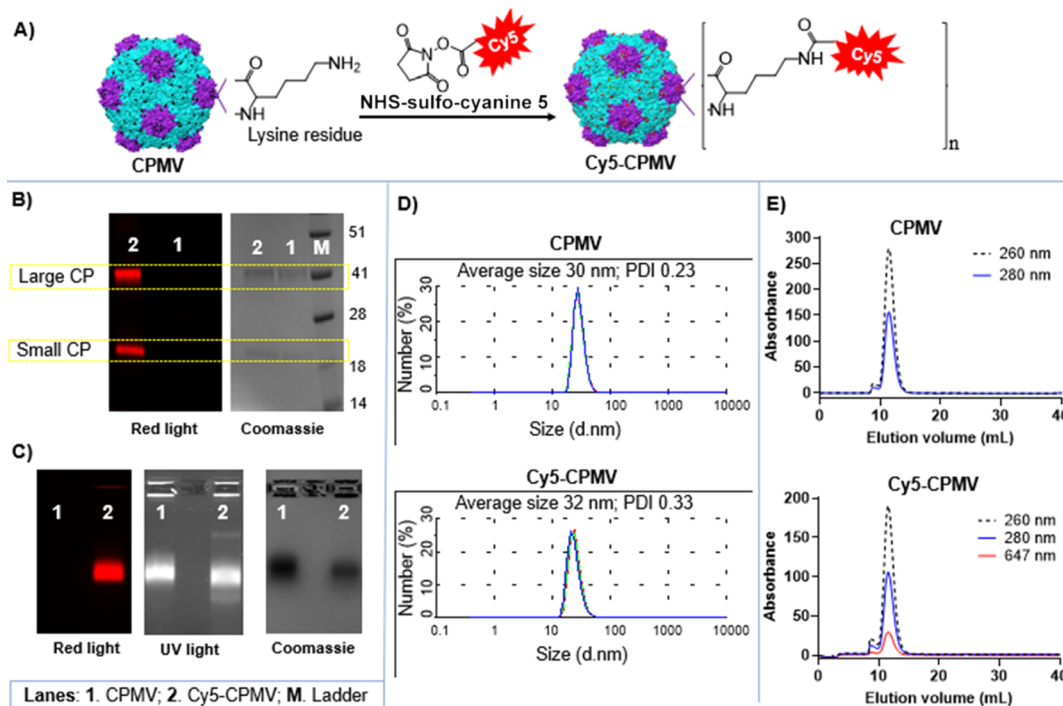 A)
NH₂
O
NH
Lysine residue
CPMV
O
N
O
O
O
Cy5
NHS-sulfo-cyanine 5
Cy5-CPMV
O
NH
O
NH
Cy5
n
B)
2 1
2 1 M
51
41
28
18
14
Large CP
Small CP
Red light
Coomassie
C)
1 2
1 2
1 2
Red light
UV light
Coomassie
Lanes: 1. CPMV; 2. Cy5-CPMV; M. Ladder
D)
CPMV
Average size 30 nm; PDI 0.23
Number (%)
30
20
10
0
0.1 1 10 100 1000 10000
Size (d.nm)
Cy5-CPMV
Average size 32 nm; PDI 0.33
Number (%)
30
20
10
0
0.1 1 10 100 1000 10000
Size (d.nm)
E)
CPMV
260 nm
280 nm
Absorbance
300
250
200
150
100
50
0
0 10 20 30 40
Elution volume (mL)
Cy5-CPMV
260 nm
280 nm
647 nm
Absorbance
200
150
100
50
0
0 10 20 30 40
Elution volume (mL)